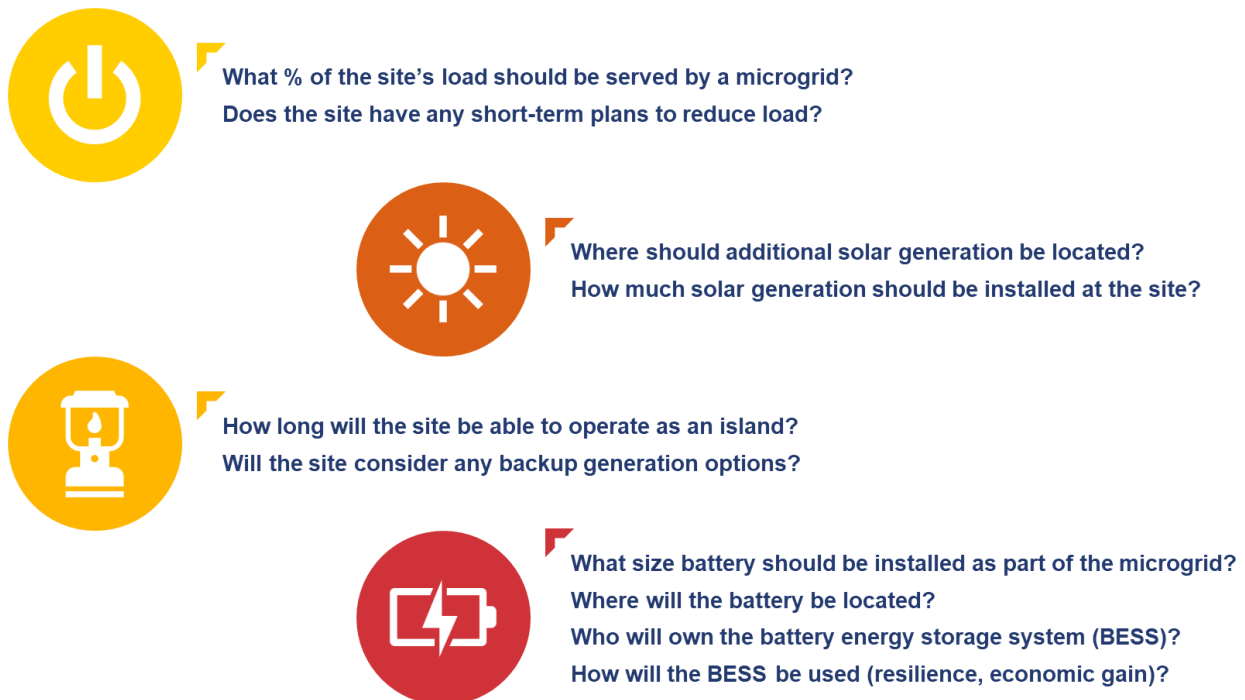 What % of the site’s load should be served by a microgrid?
Does the site have any short-term plans to reduce load?
Where should additional solar generation be located?
How much solar generation should be installed at the site?
How long will the site be able to operate as an island?
Will the site consider any backup generation options?
What size battery should be installed as part of the microgrid?
Where will the battery be located?
Who will own the battery energy storage system (BESS)?
How will the BESS be used (resilience, economic gain)?